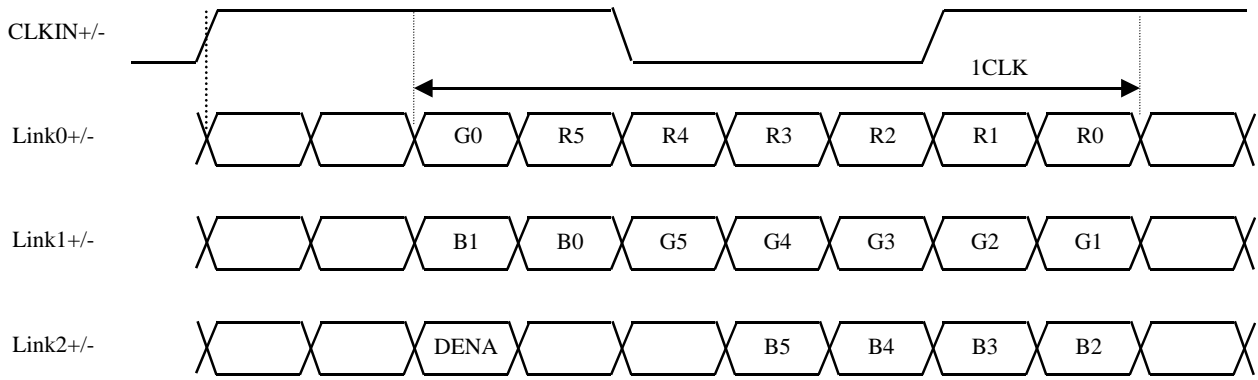 CLKIN+/-
1CLK
Link0+/- G0 R5 R4 R3 R2 R1 R0
Link1+/- B1 B0 G5 G4 G3 G2 G1
Link2+/- DENA B5 B4 B3 B2